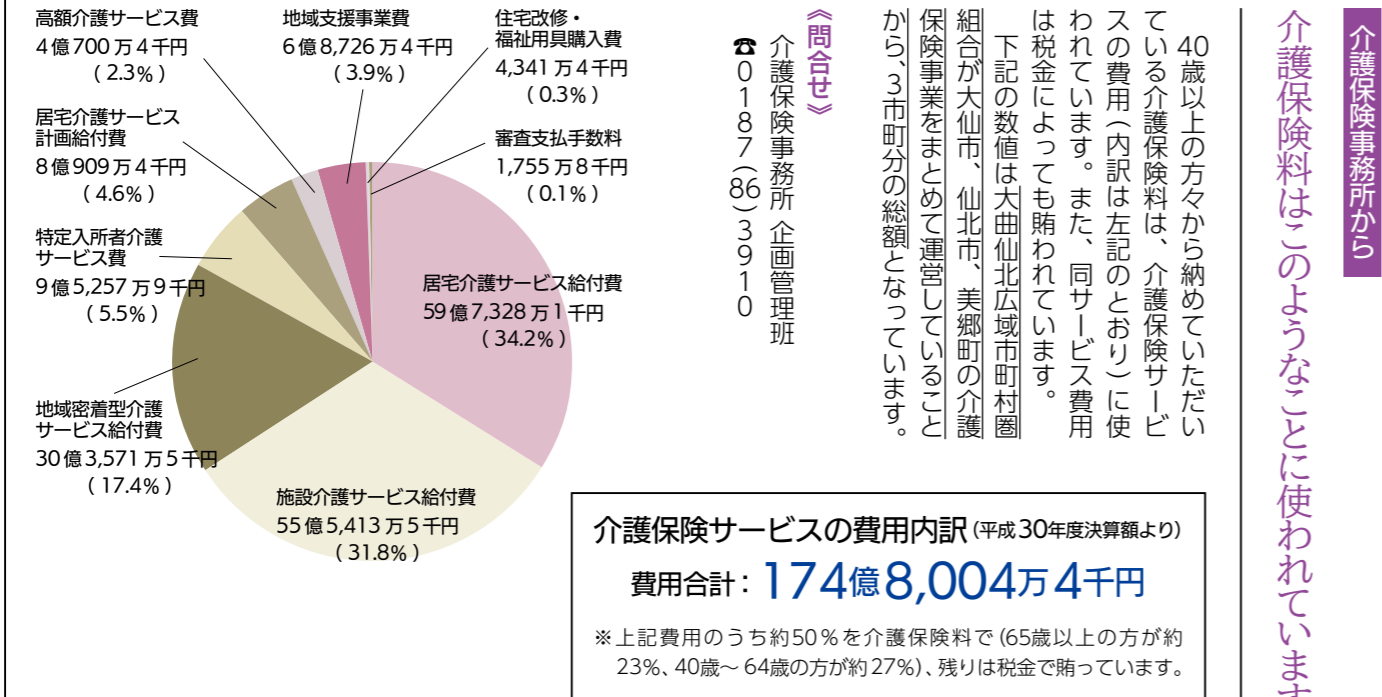 介護保険事務所から
介護保険料はこのようなことに使われています
40歳以上の方々から納めていただい
ている介護保険料は、介護保険サービ
スの費用(内訳は左記のとおり)に使
われています。また、同サービス費用
は税金によっても賄われています。
下記の数値は大曲仙北広域市町村圏
組合が大仙市、仙北市、美郷町の介護
保険事業をまとめて運営していること
から、3市町分の総額となっています。
《問合せ》
介護保険事務所 企画管理班
☎0187(86)3910
高額介護サービス費
4億700万4千円
(2.3%)
地域支援事業費
6億8,726万4千円
(3.9%)
住宅改修・
福祉用具購入費
4,341万4千円
(0.3%)
審査支払手数料
1,755万8千円
(0.1%)
居宅介護サービス
計画給付費
8億909万4千円
(4.6%)
特定入所者介護
サービス費
9億5,257万9千円
(5.5%)
地域密着型介護
サービス給付費
30億3,571万5千円
(17.4%)
居宅介護サービス給付費
59億7,328万1千円
(34.2%)
施設介護サービス給付費
55億5,413万5千円
(31.8%)
介護保険サービスの費用内訳(平成30年度決算額より)
費用合計:174億8,004万4千円
※上記費用のうち約50%を介護保険料で(65歳以上の方が約
23%、40歳～64歳の方が約27%)、残りは税金で賄っています。